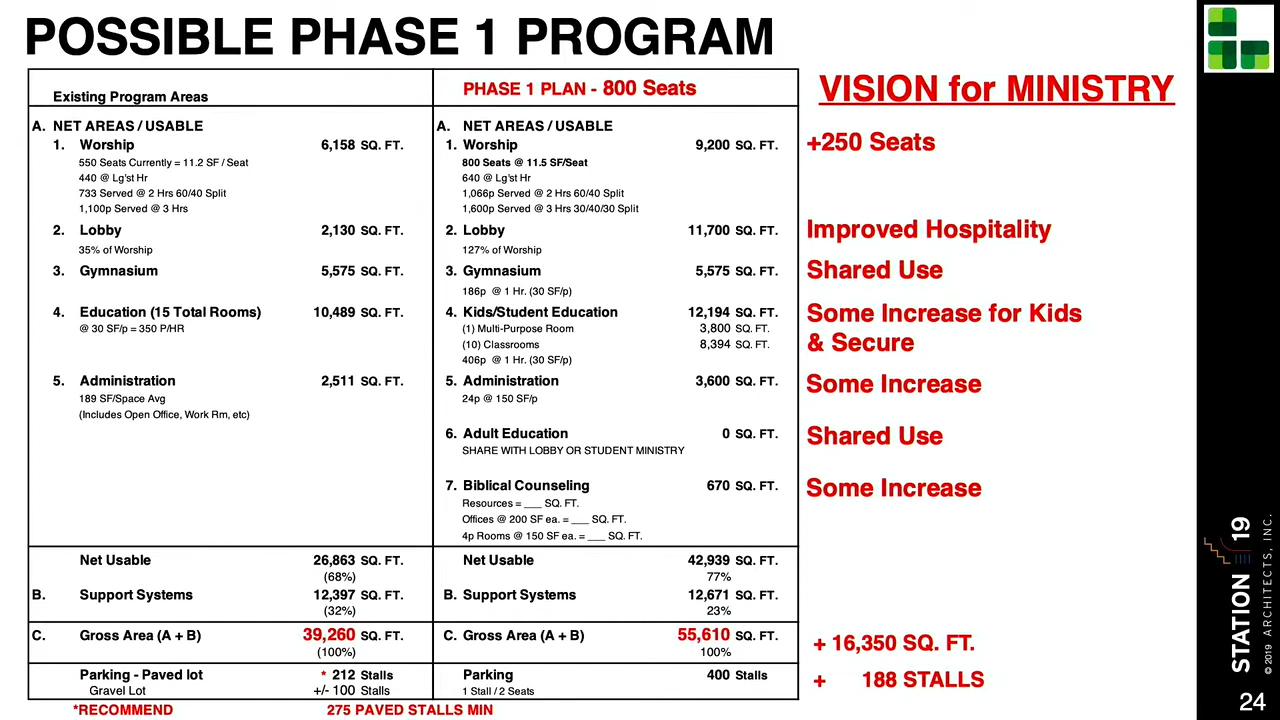 POSSIBLE PHASE 1 PROGRAM
Existing Program Areas
A. NET AREAS / USABLE
1. Worship 6,158 SQ. FT.
550 Seats Currently = 11.2 SF / Seat
440 @ Lg'st Hr
733 Served @ 2 Hrs 60/40 Split
1,100p Served @ 3 Hrs
2. Lobby 2,130 SQ. FT.
35% of Worship
3. Gymnasium 5,575 SQ. FT.
4. Education (15 Total Rooms) 10,489 SQ. FT.
@ 30 SF/p = 350 P/HR
5. Administration 2,511 SQ. FT.
189 SF/Space Avg
(Includes Open Office, Work Rm, etc)
Net Usable 26,863 SQ. FT.
(68%)
B. Support Systems 12,397 SQ. FT.
(32%)
C. Gross Area (A + B) 39,260 SQ. FT.
(100%)
Parking - Paved lot * 212 Stalls
Gravel Lot +/- 100 Stalls
*RECOMMEND 275 PAVED STALLS MIN
PHASE 1 PLAN - 800 Seats
A. NET AREAS / USABLE
1. Worship 9,200 SQ. FT.
800 Seats @ 11.5 SF/Seat
640 @ Lg'st Hr
1,066p Served @ 2 Hrs 60/40 Split
1,600p Served @ 3 Hrs 30/40/30 Split
2. Lobby 11,700 SQ. FT.
127% of Worship
3. Gymnasium 5,575 SQ. FT.
186p @ 1 Hr. (30 SF/p)
4. Kids/Student Education 12,194 SQ. FT.
(1) Multi-Purpose Room 3,800 SQ. FT.
(10) Classrooms 8,394 SQ. FT.
406p @ 1 Hr. (30 SF/p)
5. Administration 3,600 SQ. FT.
24p @ 150 SF/p
6. Adult Education 0 SQ. FT.
SHARE WITH LOBBY OR STUDENT MINISTRY
7. Biblical Counseling 670 SQ. FT.
Resources = ___ SQ. FT.
Offices @ 200 SF ea. = ___ SQ. FT.
4p Rooms @ 150 SF ea. = ___ SQ. FT.
Net Usable 42,939 SQ. FT.
77%
B. Support Systems 12,671 SQ. FT.
23%
C. Gross Area (A + B) 55,610 SQ. FT.
100%
Parking 400 Stalls
1 Stall / 2 Seats
VISION for MINISTRY
+250 Seats
Improved Hospitality
Shared Use
Some Increase for Kids
& Secure
Some Increase
Shared Use
Some Increase
+ 16,350 SQ. FT.
+ 188 STALLS
STATION 19
© 2019 ARCHITECTS, INC.
24